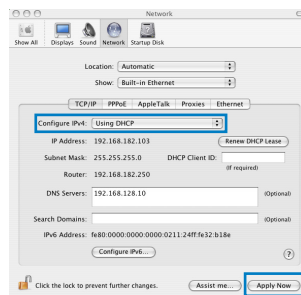 Network
Show All Displays Sound Network Startup Disk
Location: Automatic
Show: Built-in Ethernet
TCP/IP PPPoE AppleTalk Proxies Ethernet
Configure IPv4: Using DHCP
IP Address: 192.168.182.103 Renew DHCP Lease
Subnet Mask: 255.255.255.0 DHCP Client ID:
(If required)
Router: 192.168.182.250
DNS Servers: 192.168.128.10 (Optional)
Search Domains: (Optional)
IPv6 Address: fe80:0000:0000:0000:0211:24ff:fe32:b18e
Configure IPv6... ?
Click the lock to prevent further changes. Assist me... Apply Now